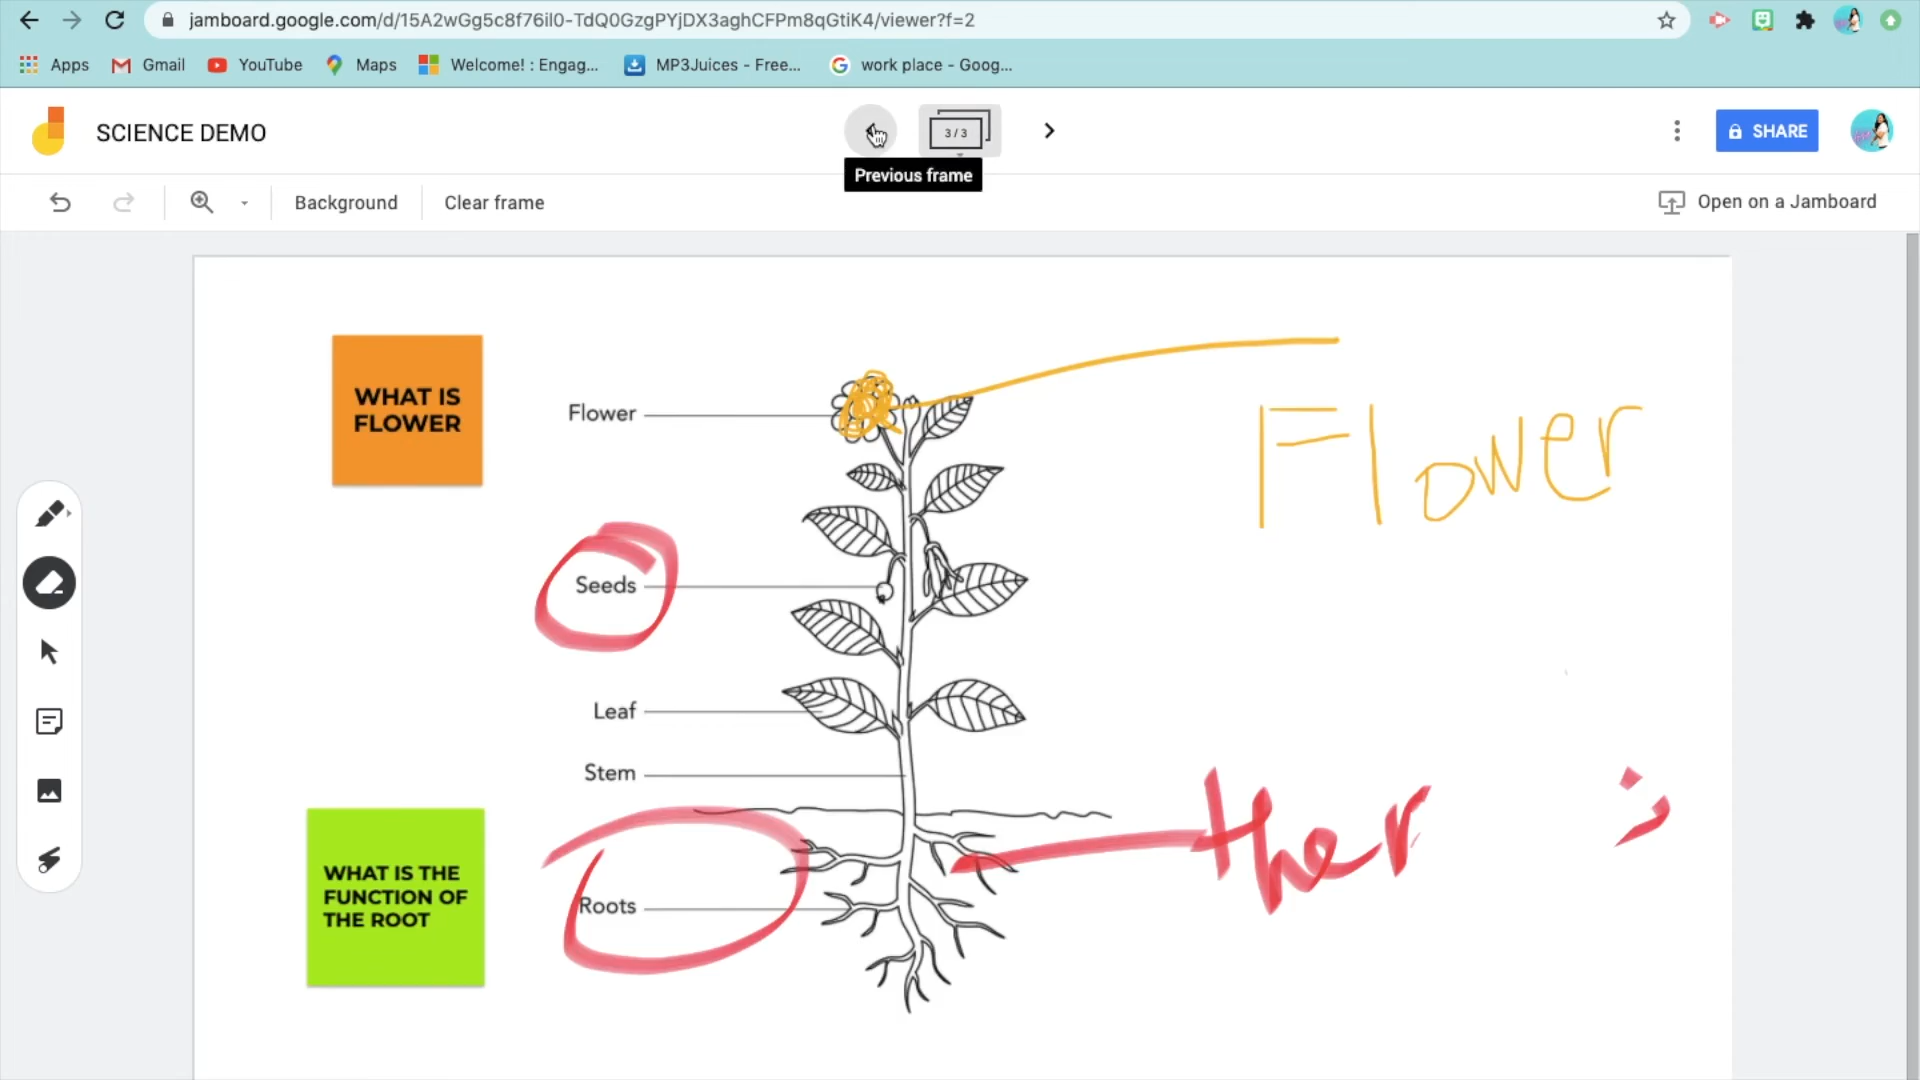 jamboard.google.com/d/15A2wGg5c8f76il0-TdQ0GzgPYjDX3aghCFPm8qGtiK4/viewer?f=2
Apps Gmail YouTube Maps Welcome! : Engag... MP3Juices - Free... work place - Goog...
SCIENCE DEMO
3 / 3
SHARE
Previous frame
Background
Clear frame
Open on a Jamboard
WHAT IS
FLOWER
Flower
Flower
Seeds
Leaf
Stem
ther
WHAT IS THE
FUNCTION OF
THE ROOT
Roots